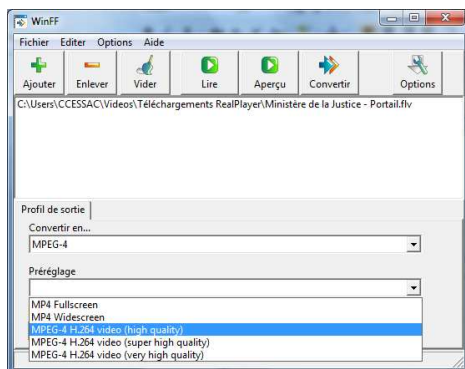 WinFF
Fichier Editer Options Aide
Ajouter Enlever Vider Lire Aperçu Convertir Options
C:\Users\CCESSAC\Videos\Téléchargements RealPlayer\Ministère de la Justice - Portail.flv
Profil de sortie
Convertir en...
MPEG-4
Préréglage
MP4 Fullscreen
MP4 Widescreen
MPEG-4 H.264 video (high quality)
MPEG-4 H.264 video (super high quality)
MPEG-4 H.264 video (very high quality)